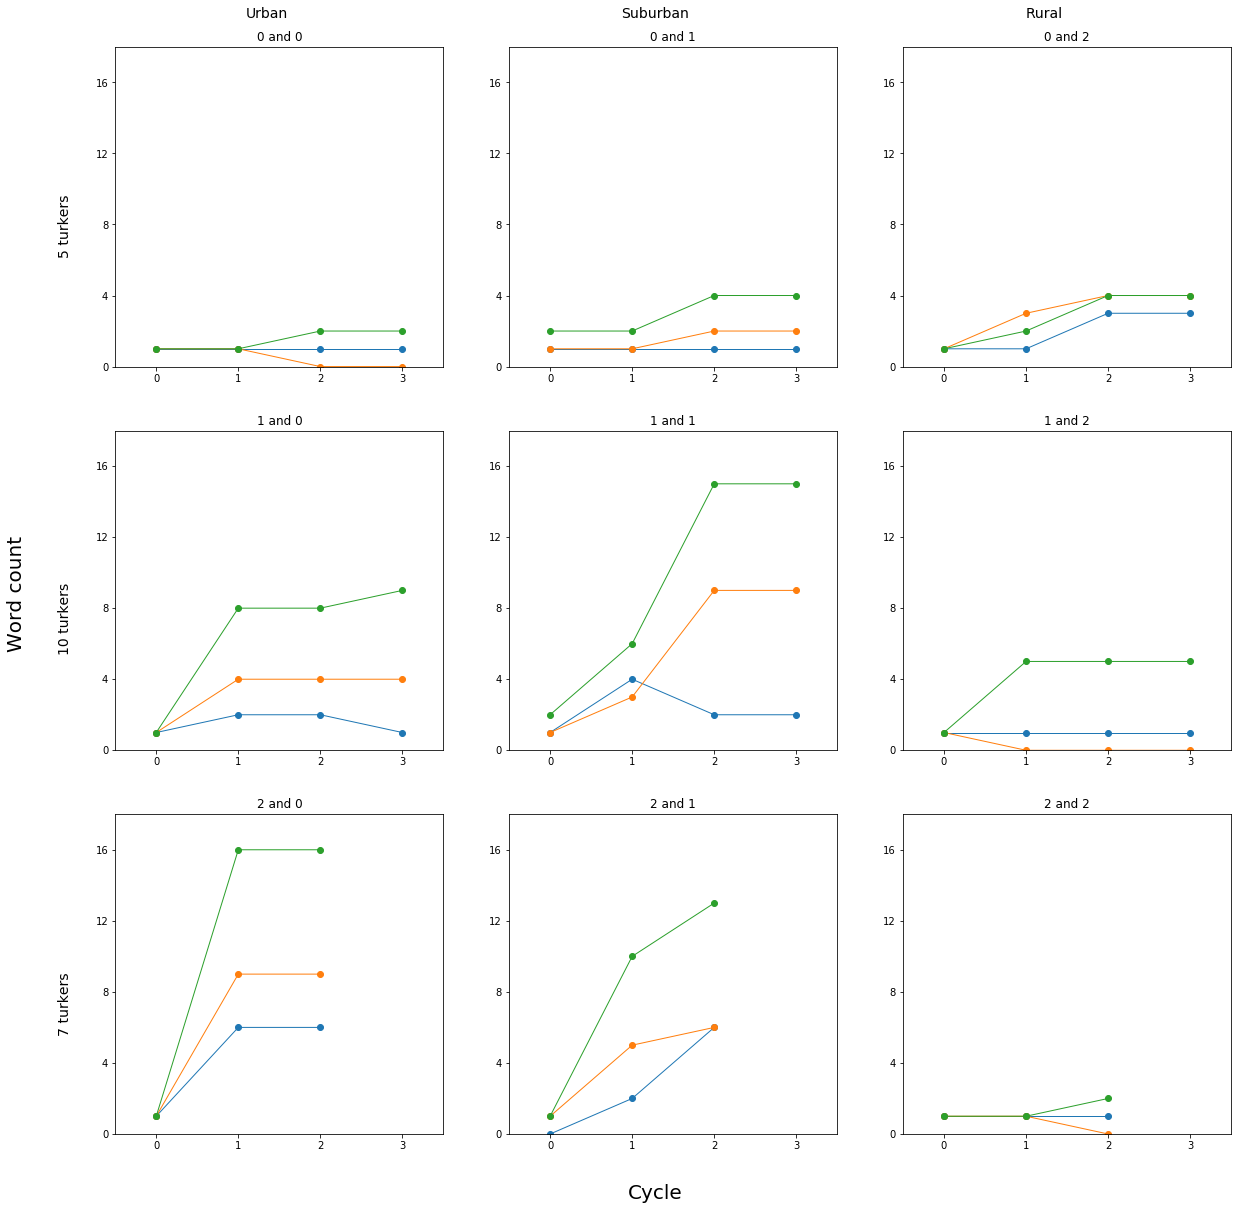 Urban Suburban Rural
0 and 0 0 and 1 0 and 2
16 16 16
12 12 12
5 turkers
8 8 8
4 4 4
0 0 0
0 1 2 3 0 1 2 3 0 1 2 3
1 and 0 1 and 1 1 and 2
16 16 16
12 12 12
Word count
10 turkers
8 8 8
4 4 4
0 0 0
0 1 2 3 0 1 2 3 0 1 2 3
2 and 0 2 and 1 2 and 2
16 16 16
12 12 12
7 turkers
8 8 8
4 4 4
0 0 0
0 1 2 3 0 1 2 3 0 1 2 3
Cycle